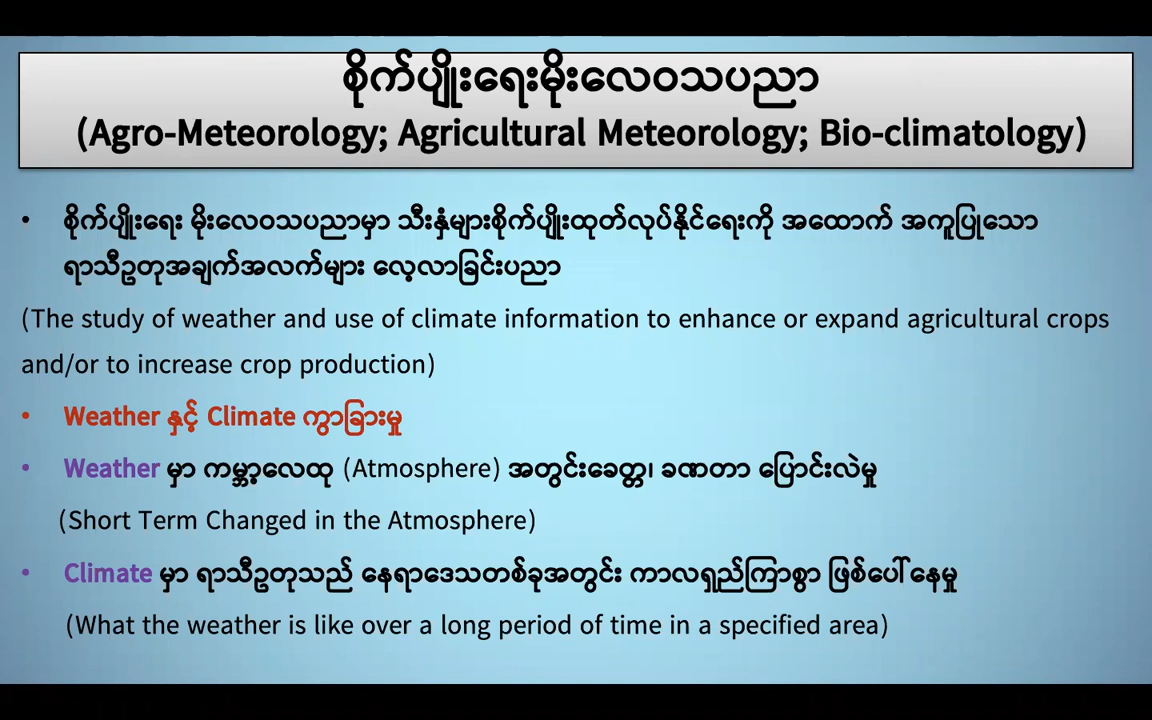 စိုက်ပျိုးရေးမိုးလေဝသပညာ
(Agro-Meteorology; Agricultural Meteorology; Bio-climatology)
• စိုက်ပျိုးရေး မိုးလေဝသပညာမှာ သီးနှံများစိုက်ပျိုးထုတ်လုပ်နိုင်ရေးကို အထောက် အကူပြုသော
ရာသီဥတုအချက်အလက်များ လေ့လာခြင်းပညာ
(The study of weather and use of climate information to enhance or expand agricultural crops
and/or to increase crop production)
• Weather နှင့် Climate ကွာခြားမှု
• Weather မှာ ကမ္ဘာ့လေထု (Atmosphere) အတွင်းခေတ္တ၊ ခဏတာ ပြောင်းလဲမှု
(Short Term Changed in the Atmosphere)
• Climate မှာ ရာသီဥတုသည် နေရာဒေသတစ်ခုအတွင်း ကာလရှည်ကြာစွာ ဖြစ်ပေါ်နေမှု
(What the weather is like over a long period of time in a specified area)